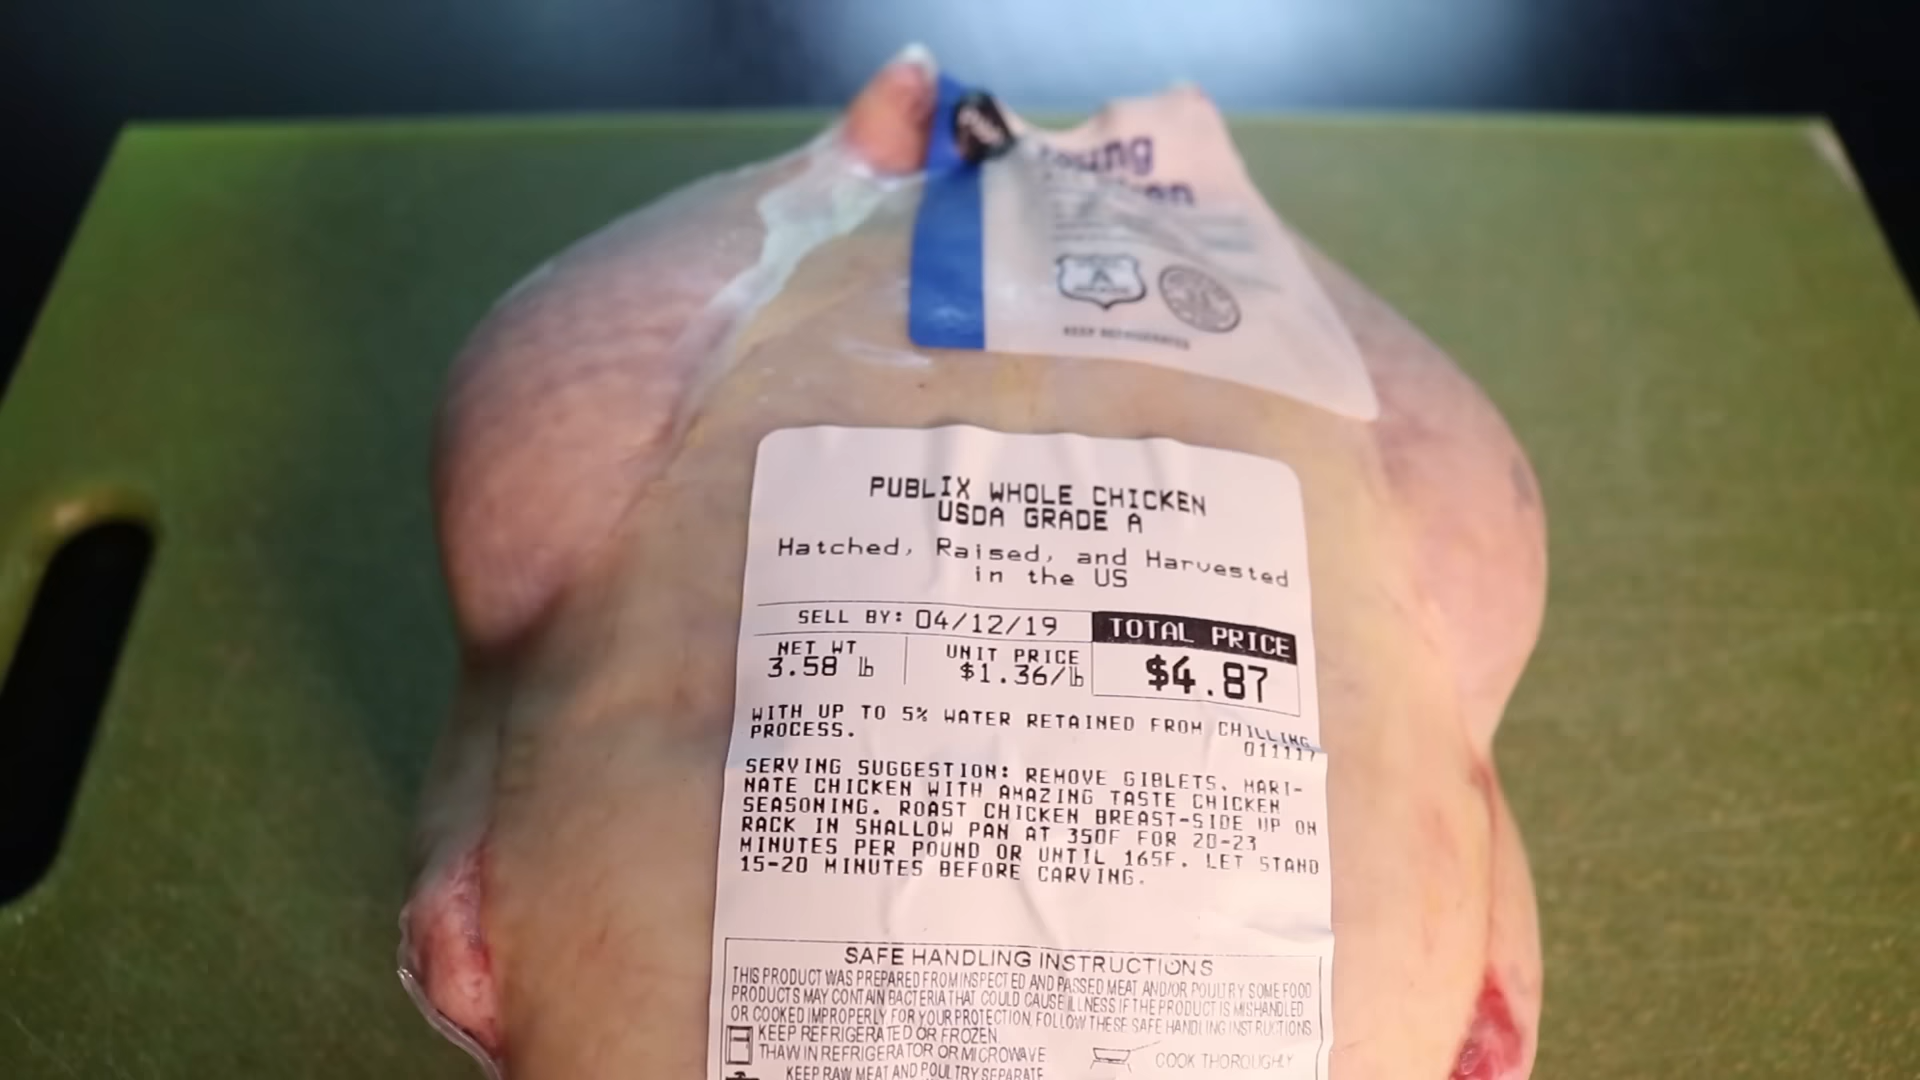 ung
en
A
KEEP REFRIGERATED
PUBLIX WHOLE CHICKEN
USDA GRADE A
Hatched, Raised, and Harvested
in the US
SELL BY: 04/12/19
TOTAL PRICE
NET WT
3.58 lb
UNIT PRICE
$1.36/lb
$4.87
WITH UP TO 5% WATER RETAINED FROM CHILLING
PROCESS.
011117
SERVING SUGGESTION: REMOVE GIBLETS. MARI-
NATE CHICKEN WITH AMAZING TASTE CHICKEN
SEASONING. ROAST CHICKEN BREAST-SIDE UP ON
RACK IN SHALLOW PAN AT 350F FOR 20-23
MINUTES PER POUND OR UNTIL 165F. LET STAND
15-20 MINUTES BEFORE CARVING.
SAFE HANDLING INSTRUCTIONS
THIS PRODUCT WAS PREPARED FROM INSPECTED AND PASSED MEAT AND/OR POULTRY SOME FOOD
PRODUCTS MAY CONTAIN BACTERIA THAT COULD CAUSE ILLNESS IF THE PRODUCT IS MISHANDLED
OR COOKED IMPROPERLY. FOR YOUR PROTECTION, FOLLOW THESE SAFE HANDLING INSTRUCTIONS
KEEP REFRIGERATED OR FROZEN
THAW IN REFRIGERATOR OR MICROWAVE
COOK THOROUGHLY
KEEP RAW MEAT AND POULTRY SEPARATE